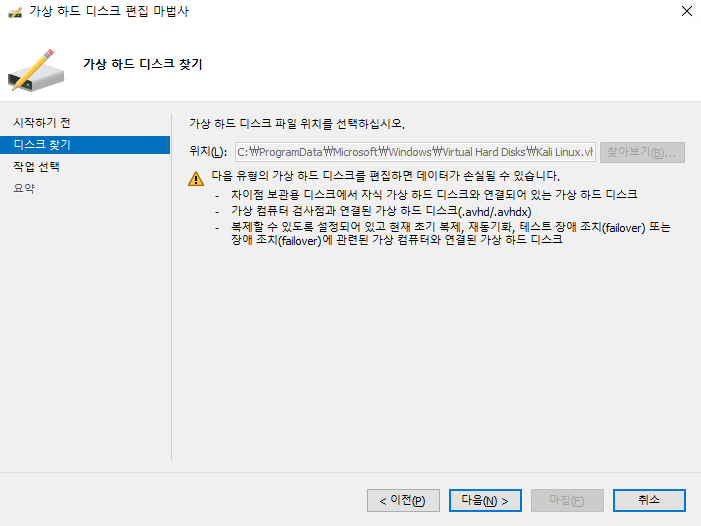 가상 하드 디스크 편집 마법사
가상 하드 디스크 찾기
시작하기 전
디스크 찾기
작업 선택
요약
가상 하드 디스크 파일 위치를 선택하십시오.
위치(L): C:₩ProgramData₩Microsoft₩Windows₩Virtual Hard Disks₩Kali Linux.vh 찾아보기(B)...
다음 유형의 가상 하드 디스크를 편집하면 데이터가 손실될 수 있습니다.
- 차이점 보관용 디스크에서 자식 가상 하드 디스크와 연결되어 있는 가상 하드 디스크
- 가상 컴퓨터 검사점과 연결된 가상 하드 디스크(.avhd/.avhdx)
- 복제할 수 있도록 설정되어 있고 현재 초기 복제, 재동기화, 테스트 장애 조치(failover) 또는
장애 조치(failover)에 관련된 가상 컴퓨터와 연결된 가상 하드 디스크
< 이전(P) 다음(N) > 마침(F) 취소